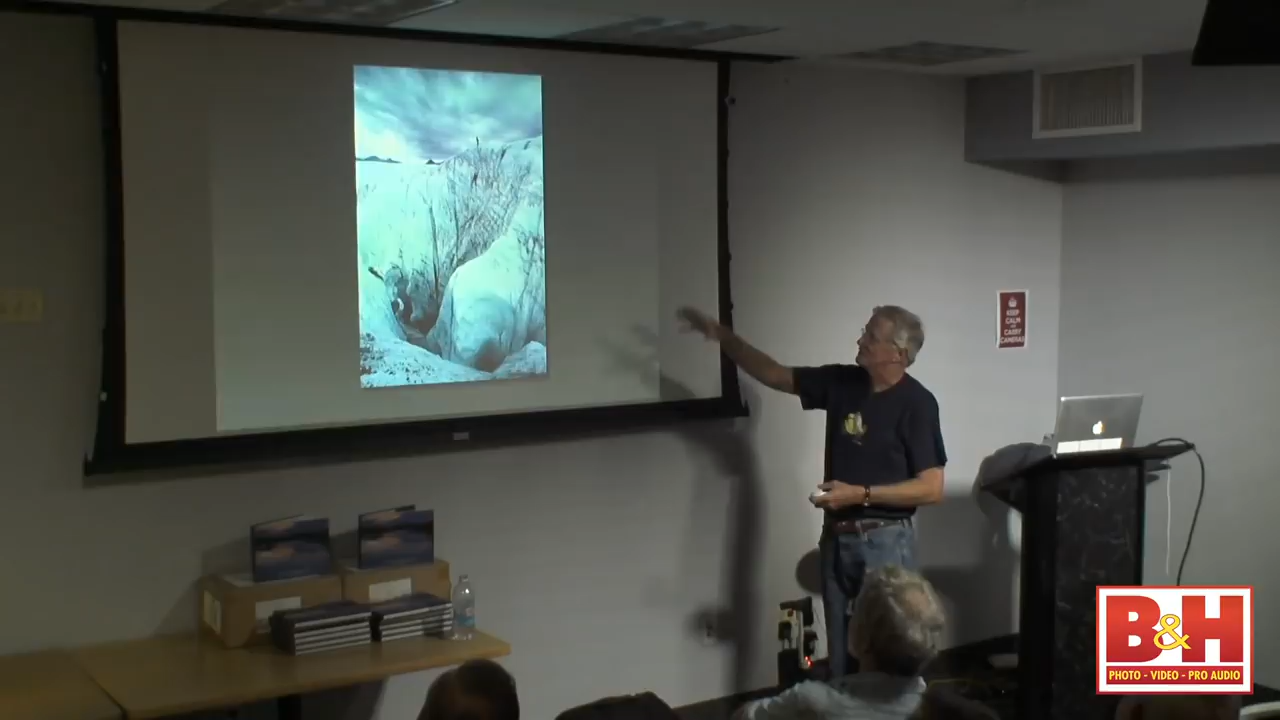 KEEP
CALM
AND
CARRY
CAMERAS
B&H
PHOTO - VIDEO - PRO AUDIO